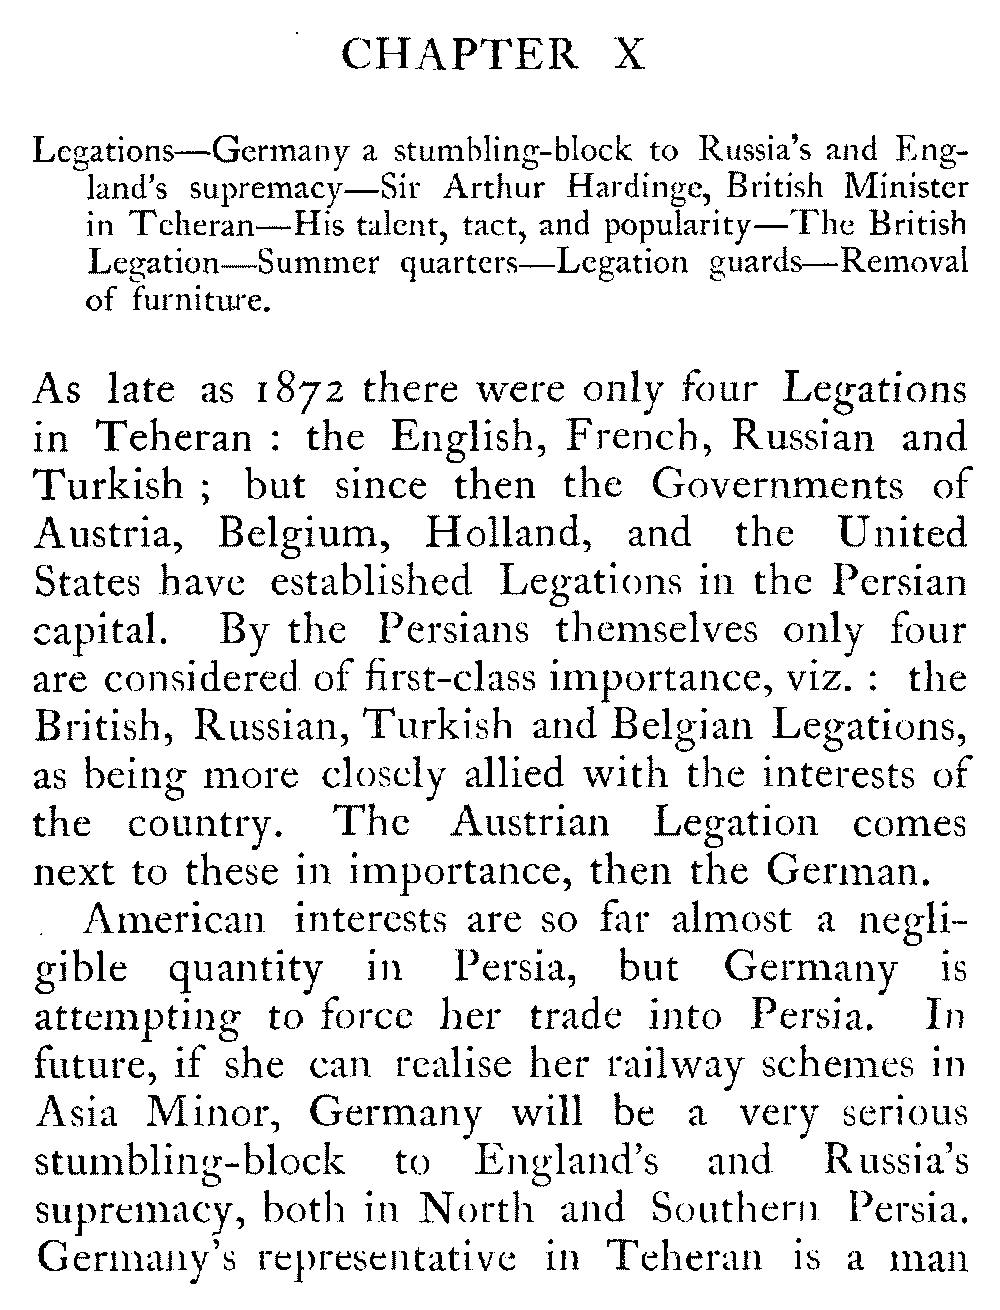 CHAPTER X
Legations—Germany a stumbling-block to Russia's and Eng-
land's supremacy—Sir Arthur Hardinge, British Minister
in Teheran—His talent, tact, and popularity—The British
Legation—Summer quarters—Legation guards—Removal
of furniture.
As late as 1872 there were only four Legations
in Teheran : the English, French, Russian and
Turkish ; but since then the Governments of
Austria, Belgium, Holland, and the United
States have established Legations in the Persian
capital. By the Persians themselves only four
are considered of first-class importance, viz. : the
British, Russian, Turkish and Belgian Legations,
as being more closely allied with the interests of
the country. The Austrian Legation comes
next to these in importance, then the German.
American interests are so far almost a negli-
gible quantity in Persia, but Germany is
attempting to force her trade into Persia. In
future, if she can realise her railway schemes in
Asia Minor, Germany will be a very serious
stumbling-block to England's and Russia's
supremacy, both in North and Southern Persia.
Germany's representative in Teheran is a man